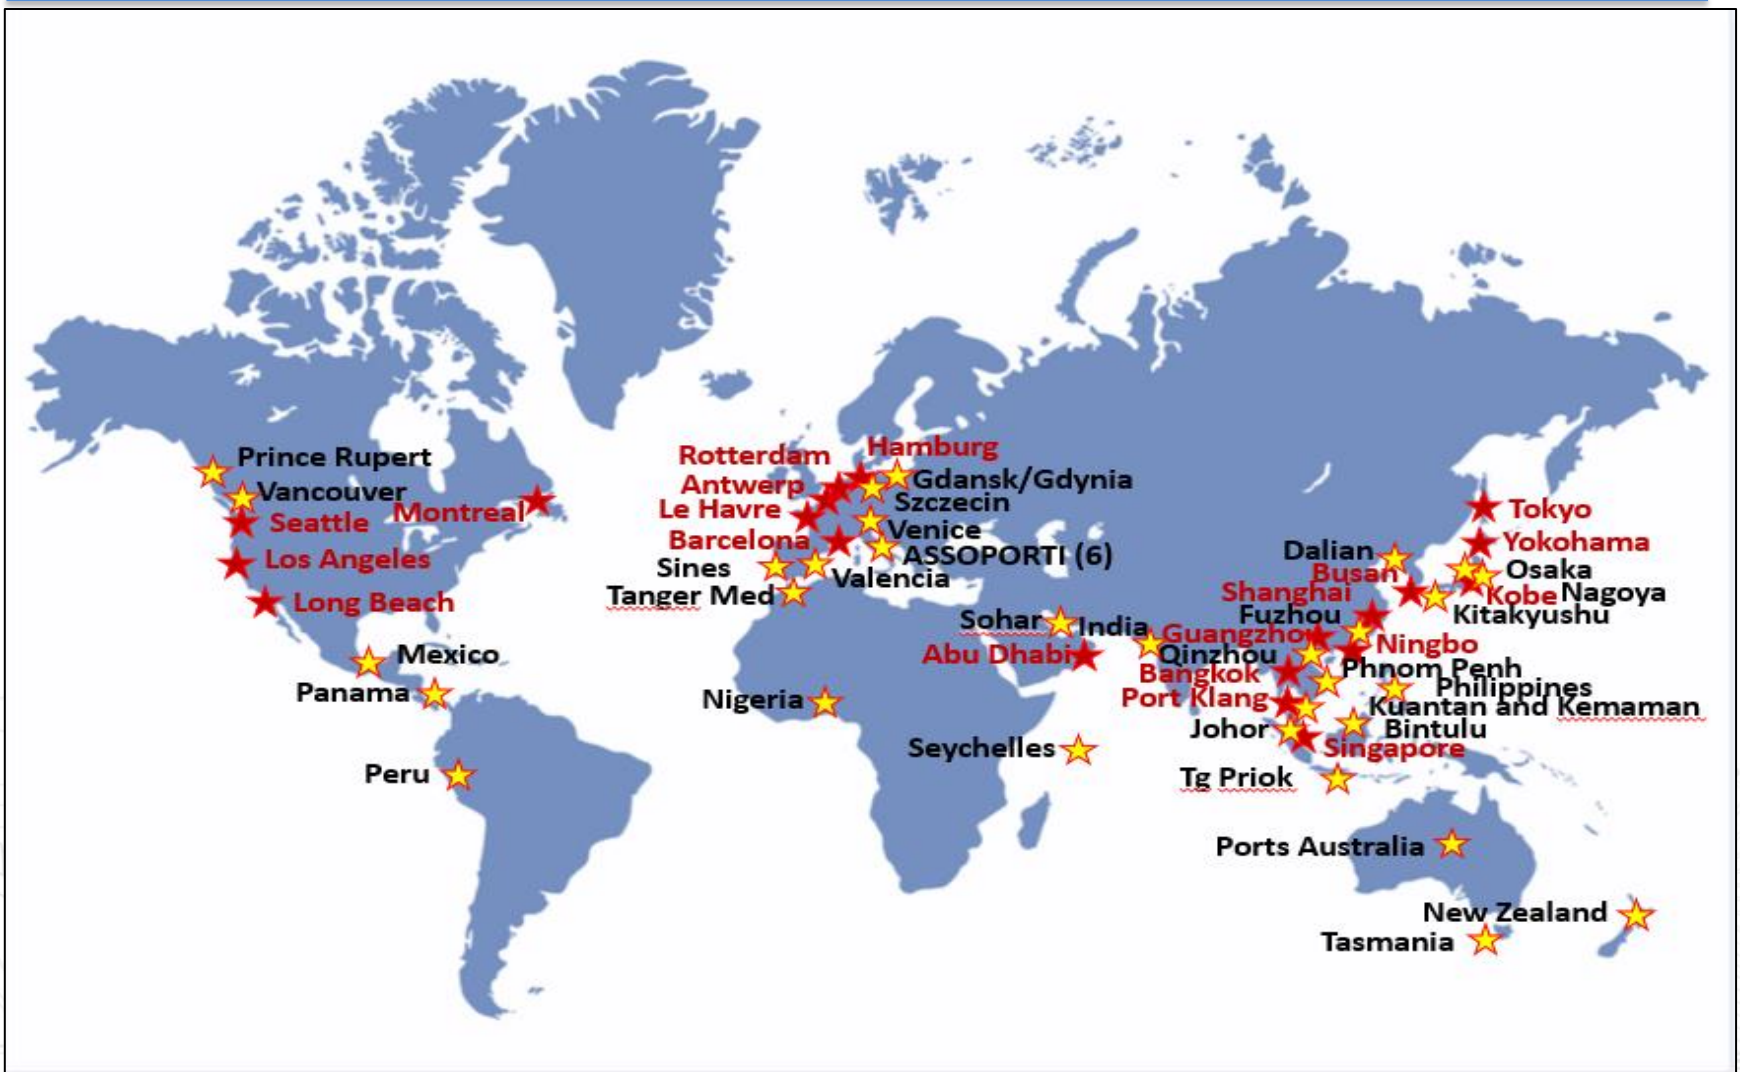 Prince Rupert
Vancouver
Seattle
Montreal
Los Angeles
Long Beach
Mexico
Panama
Peru
Hamburg
Rotterdam
Gdansk/Gdynia
Antwerp
Szczecin
Le Havre
Venice
Barcelona
ASSOPORTI (6)
Sines
Valencia
Tanger Med
Sohar
India
Abu Dhabi
Nigeria
Seychelles
Tokyo
Yokohama
Dalian
Busan
Osaka
Shanghai
Kobe
Nagoya
Fuzhou
Kitakyushu
Guangzhou
Ningbo
Qinzhou
Phnom Penh
Bangkok
Philippines
Port Klang
Kuantan and Kemaman
Johor
Bintulu
Singapore
Tg Priok
Ports Australia
New Zealand
Tasmania